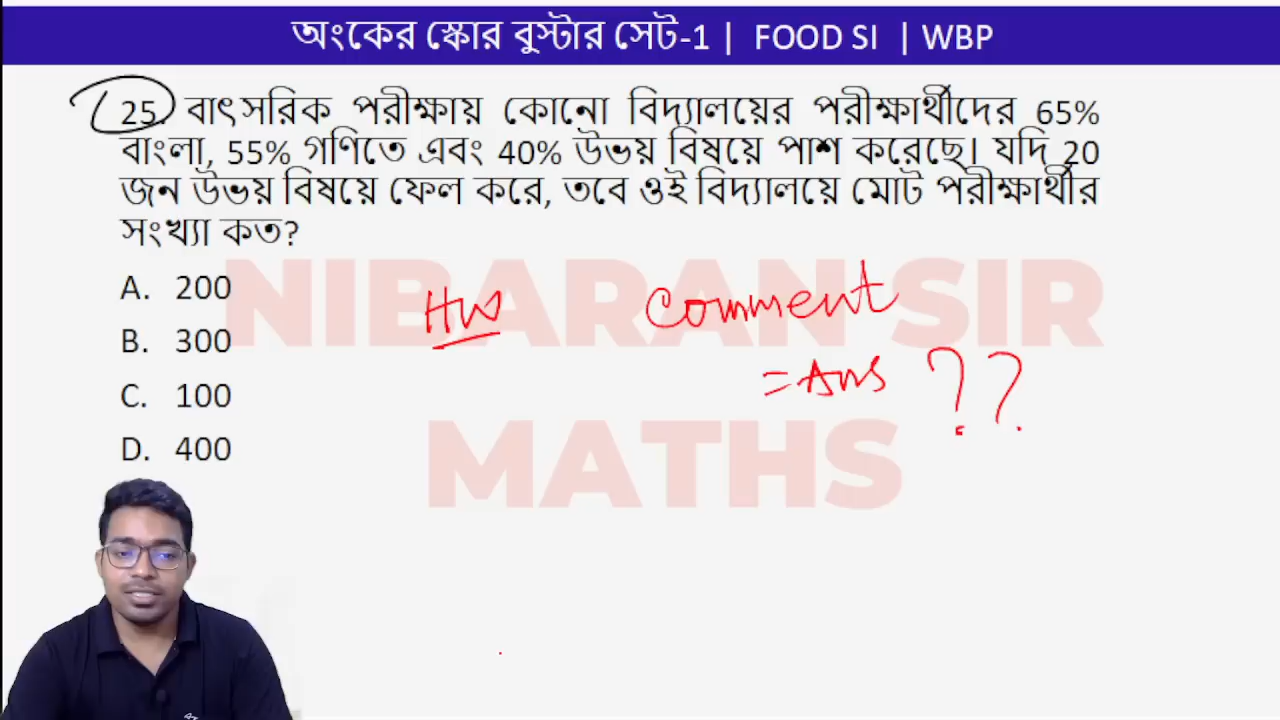 অংকের স্কোর বুস্টার সেট-1 | FOOD SI | WBP
25 বাৎসরিক পরীক্ষায় কোনো বিদ্যালয়ের পরীক্ষার্থীদের 65%
বাংলা, 55% গণিতে এবং 40% উভয় বিষয়ে পাশ করেছে। যদি 20
জন উভয় বিষয়ে ফেল করে, তবে ওই বিদ্যালয়ে মোট পরীক্ষার্থীর
সংখ্যা কত?
A. 200
B. 300
C. 100
D. 400
HW Comment
= Ans ??
NIBARAN SIR
MATHS